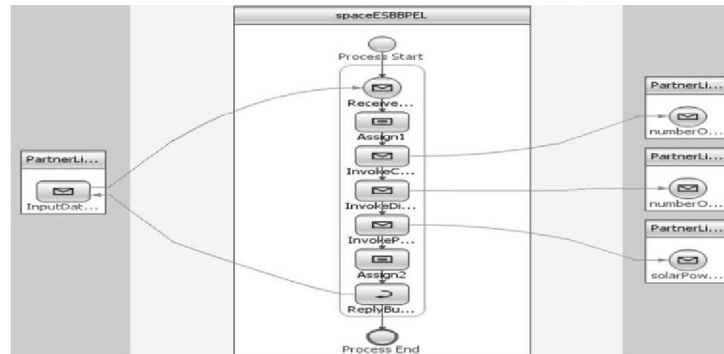 spaceESBBPEL
Process Start
Receive...
Assign1
InvokeC...
InvokeDi...
InvokeP...
Assign2
ReplyBu...
Process End
PartnerLi...
InputDat...
PartnerLi...
numberO...
PartnerLi...
numberO...
PartnerLi...
solarPow...